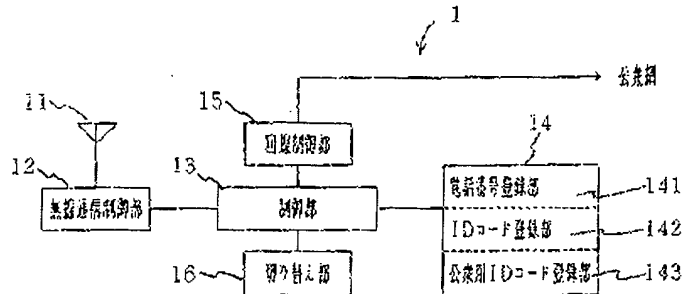 1
公衆網
11
15
回線制御部
14
12
13
電話番号登録部
141
無線通信制御部
制御部
IDコード登録部
142
16
切り替え部
公衆用IDコード登録部
143